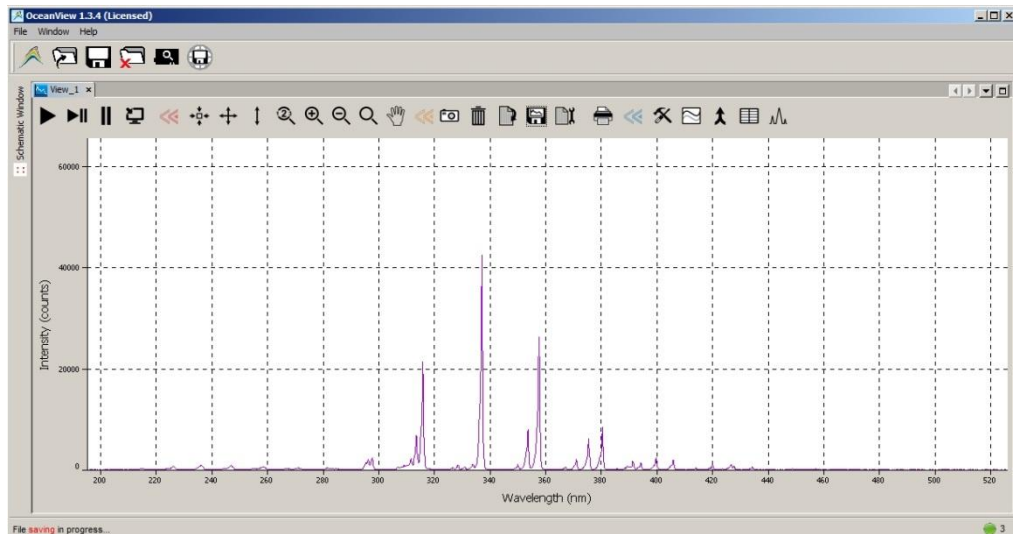 OceanView 1.3.4 (Licensed)
File Window Help
Schematic Window
View_1
2
Intensity (counts)
60000
40000
20000
0
200 220 240 260 280 300 320 340 360 380 400 420 440 460 480 500 520
Wavelength (nm)
File saving in progress...
3